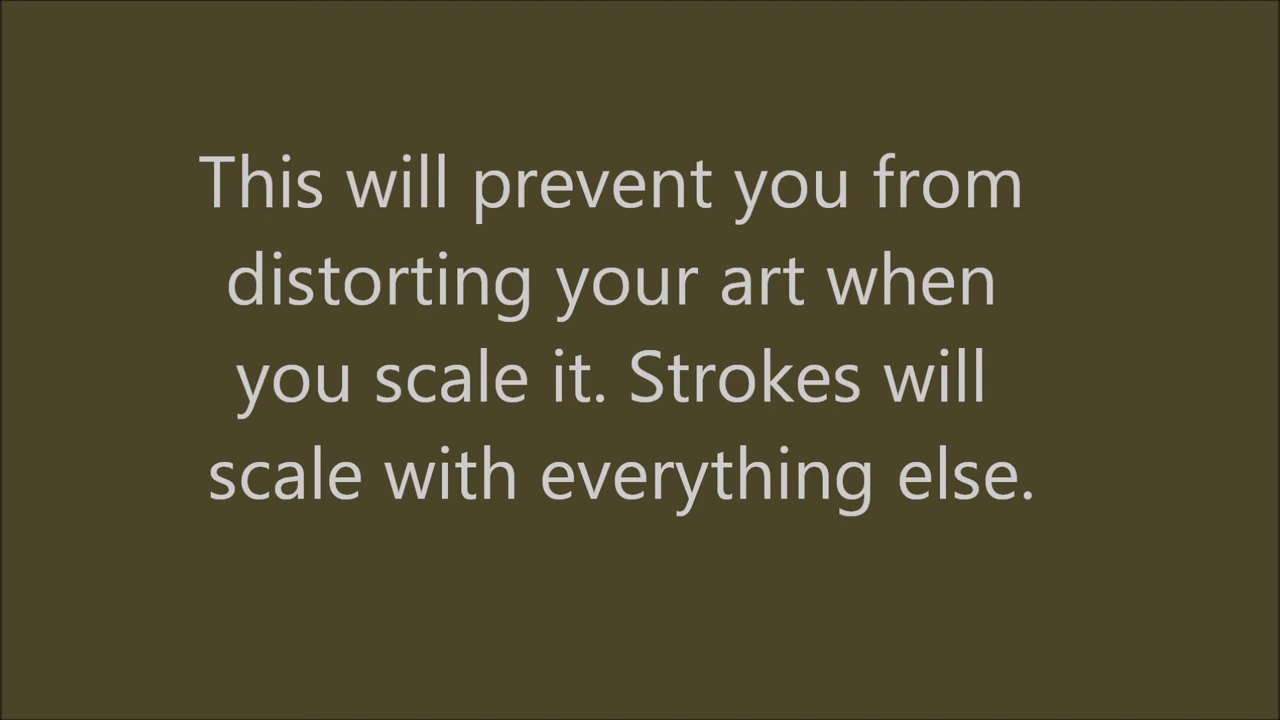 This will prevent you from
distorting your art when
you scale it. Strokes will
scale with everything else.